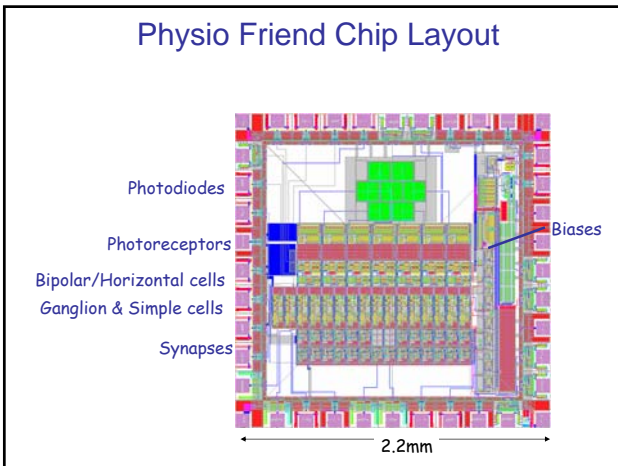 Physio Friend Chip Layout
Photodiodes
Photoreceptors
Biases
Bipolar/Horizontal cells
Ganglion & Simple cells
Synapses
2.2mm